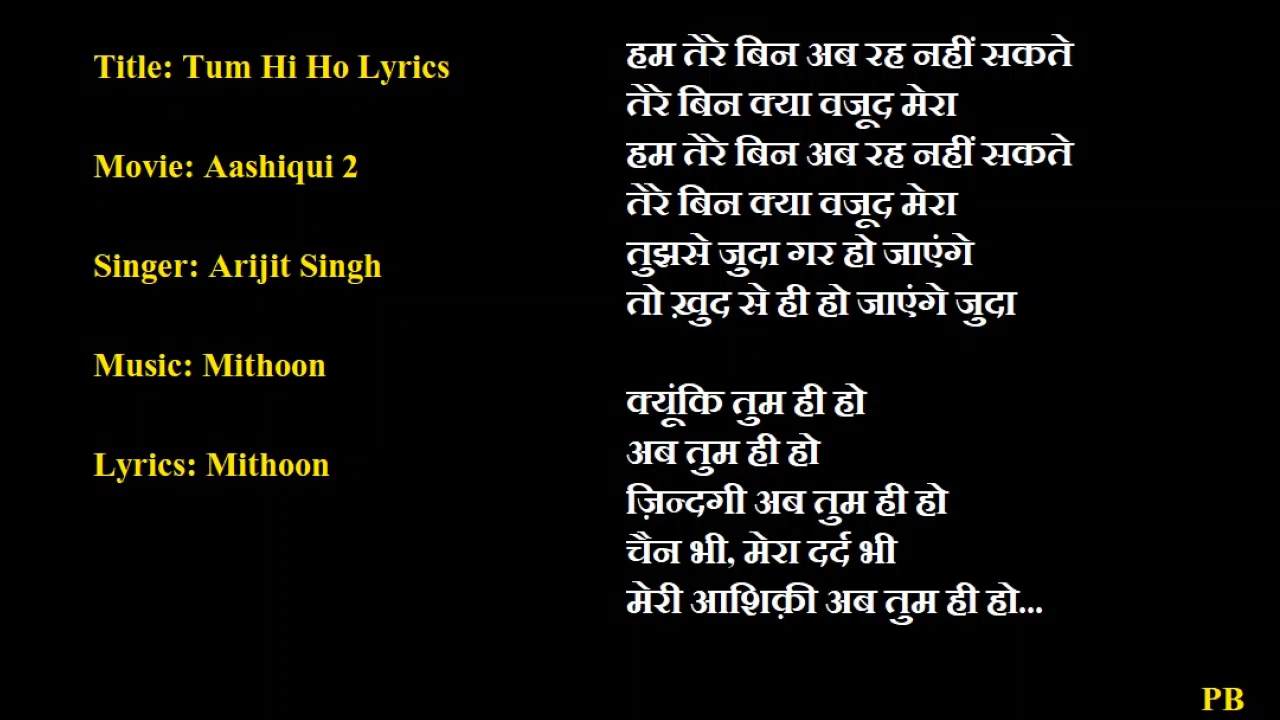 Title: Tum Hi Ho Lyrics
Movie: Aashiqui 2
Singer: Arijit Singh
Music: Mithoon
Lyrics: Mithoon
हम तेरे बिन अब रह नहीं सकते
तेरे बिन क्या वजूद मेरा
हम तेरे बिन अब रह नहीं सकते
तेरे बिन क्या वजूद मेरा
तुझसे जुदा गर हो जाएंगे
तो ख़ुद से ही हो जाएंगे जुदा
क्यूंकि तुम ही हो
अब तुम ही हो
ज़िन्दगी अब तुम ही हो
चैन भी, मेरा दर्द भी
मेरी आशिक़ी अब तुम ही हो...
PB